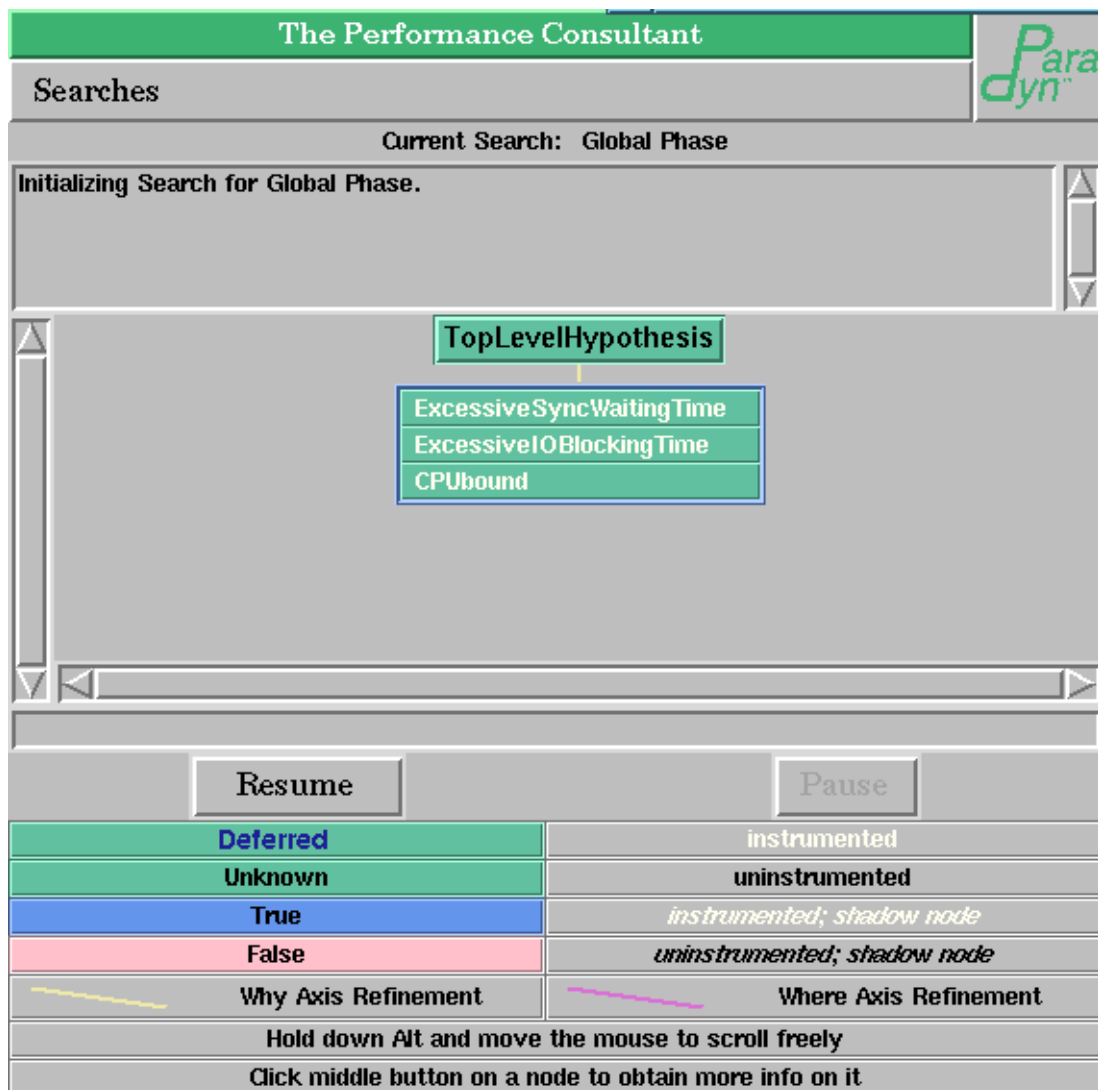 The Performance Consultant
Paradyn™
Searches
Current Search: Global Phase
Initializing Search for Global Phase.
TopLevelHypothesis
ExcessiveSyncWaitingTime
ExcessiveIOBlockingTime
CPUbound
Resume
Pause
Deferred
instrumented
Unknown
uninstrumented
True
instrumented; shadow node
False
uninstrumented; shadow node
Why Axis Refinement
Where Axis Refinement
Hold down Alt and move the mouse to scroll freely
Click middle button on a node to obtain more info on it